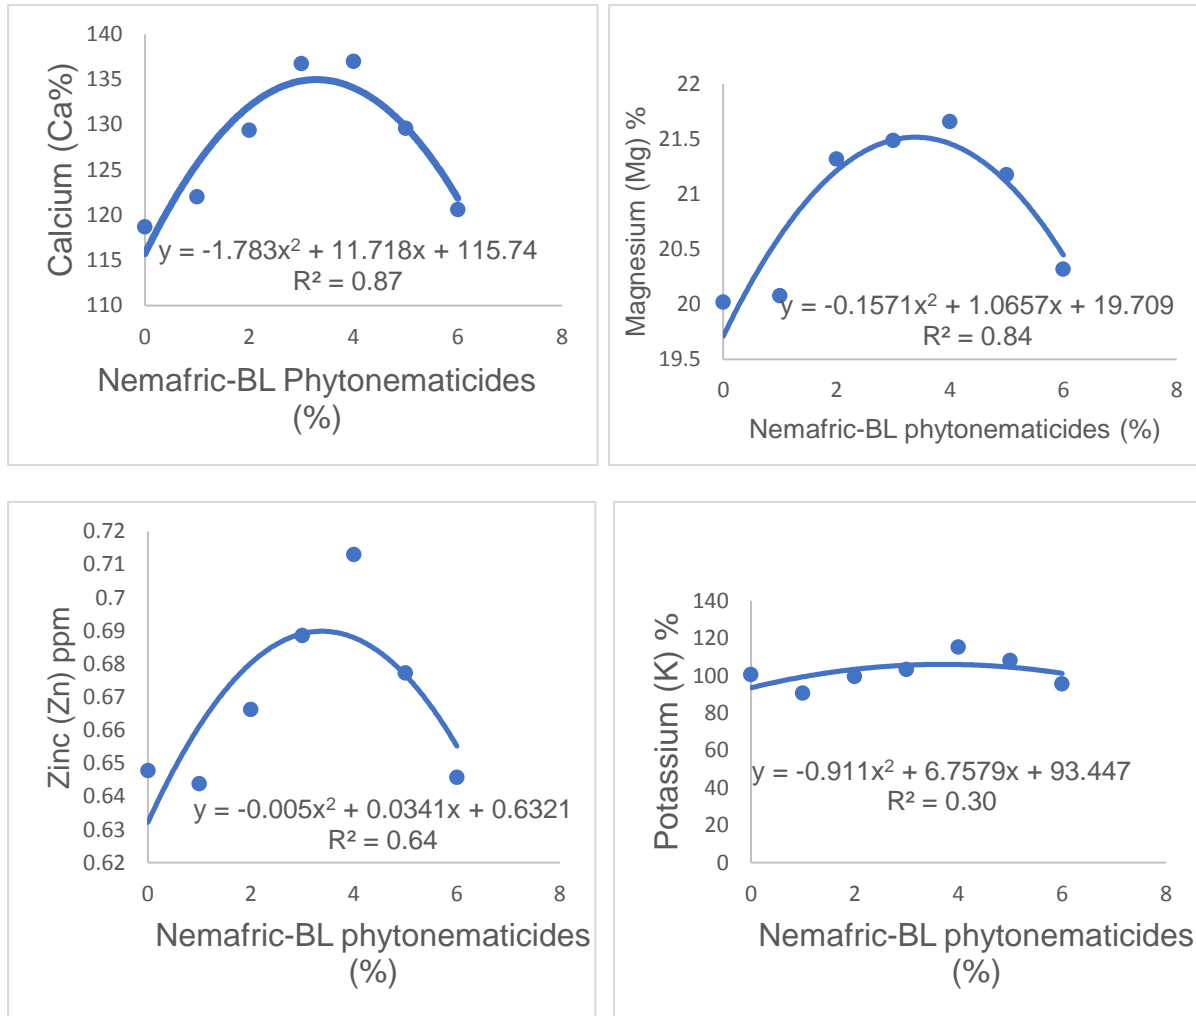 140
135
130
125
120
115
110
Calcium (Ca%)
y = -1.783x² + 11.718x + 115.74
R² = 0.87
0 2 4 6 8
Nemafric-BL Phytonematicides
(%)
22
21.5
21
20.5
20
19.5
Magnesium (Mg) %
y = -0.1571x² + 1.0657x + 19.709
R² = 0.84
0 2 4 6 8
Nemafric-BL phytonematicides (%)
0.72
0.71
0.7
0.69
0.68
0.67
0.66
0.65
0.64
0.63
0.62
Zinc (Zn) ppm
y = -0.005x² + 0.0341x + 0.6321
R² = 0.64
0 2 4 6 8
Nemafric-BL phytonematicides
(%)
140
120
100
80
60
40
20
0
Potassium (K) %
y = -0.911x² + 6.7579x + 93.447
R² = 0.30
0 2 4 6 8
Nemafric-BL phytonematicides
(%)